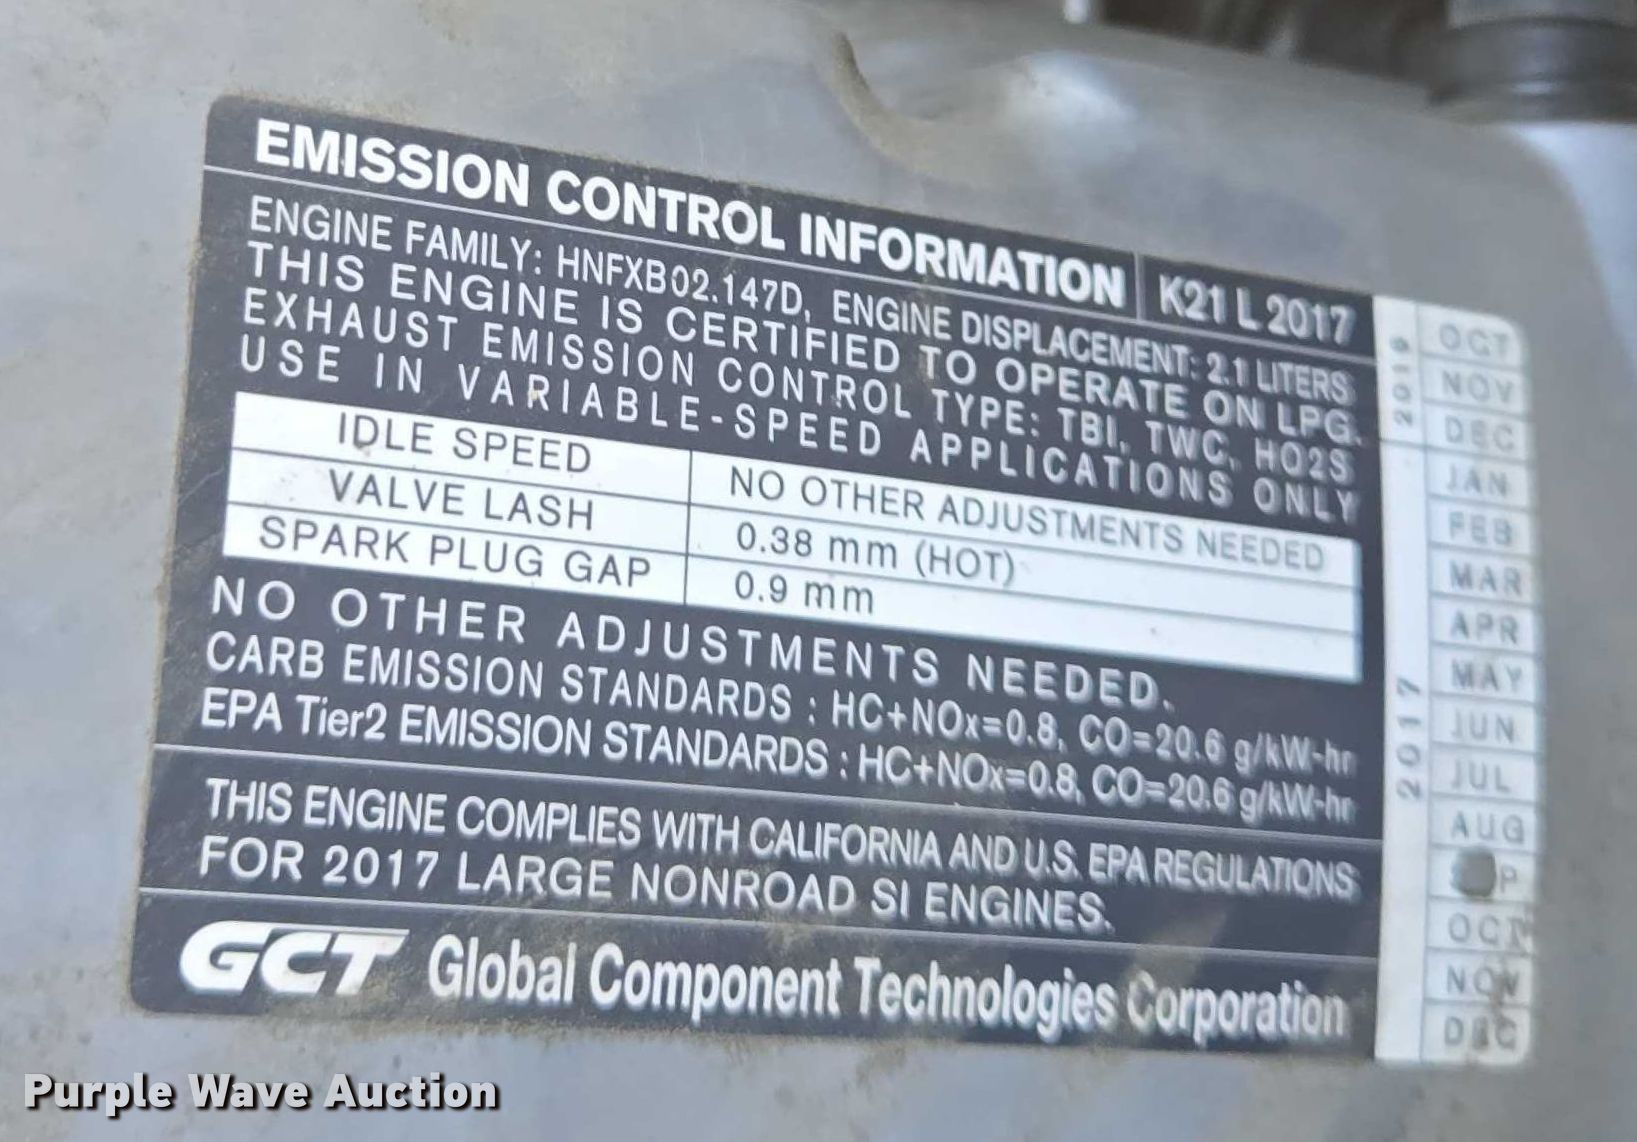 EMISSION CONTROL INFORMATION K21 L 2017
ENGINE FAMILY: HNFXB02.147D, ENGINE DISPLACEMENT: 2.1 LITERS
THIS ENGINE IS CERTIFIED TO OPERATE ON LPG.
EXHAUST EMISSION CONTROL TYPE: TBI, TWC, HO2S
USE IN VARIABLE-SPEED APPLICATIONS ONLY
IDLE SPEED NO OTHER ADJUSTMENTS NEEDED
VALVE LASH 0.38 mm (HOT)
SPARK PLUG GAP 0.9 mm
NO OTHER ADJUSTMENTS NEEDED.
CARB EMISSION STANDARDS : HC+NOx=0.8, CO=20.6 g/kW-hr
EPA Tier2 EMISSION STANDARDS : HC+NOx=0.8, CO=20.6 g/kW-hr
THIS ENGINE COMPLIES WITH CALIFORNIA AND U.S. EPA REGULATIONS
FOR 2017 LARGE NONROAD SI ENGINES.
GCT Global Component Technologies Corporation
OCT
NOV
DEC
2017
JAN
FEB
MAR
APR
MAY
JUN
JUL
AUG
OCT
NOV
DEC
Purple Wave Auction